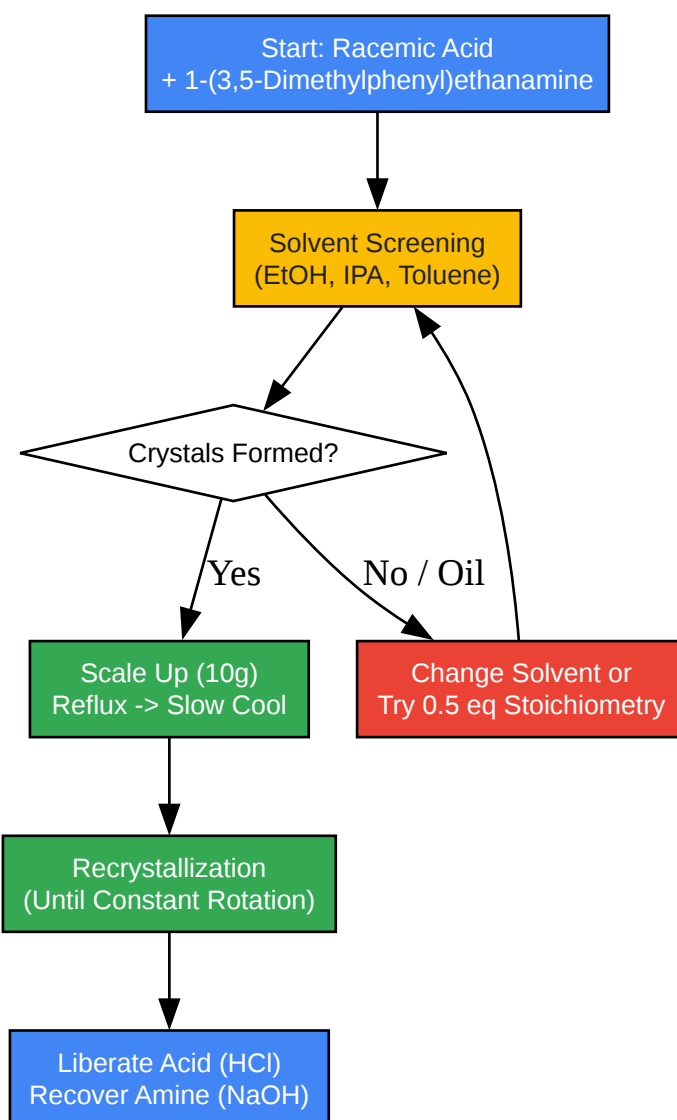 Start: Racemic Acid
+ 1-(3,5-Dimethylphenyl)ethanamine
Solvent Screening
(EtOH, IPA, Toluene)
Crystals Formed?
Yes
No / Oil
Scale Up (10g)
Reflux -> Slow Cool
Change Solvent or
Try 0.5 eq Stoichiometry
Recrystallization
(Until Constant Rotation)
Liberate Acid (HCl)
Recover Amine (NaOH)